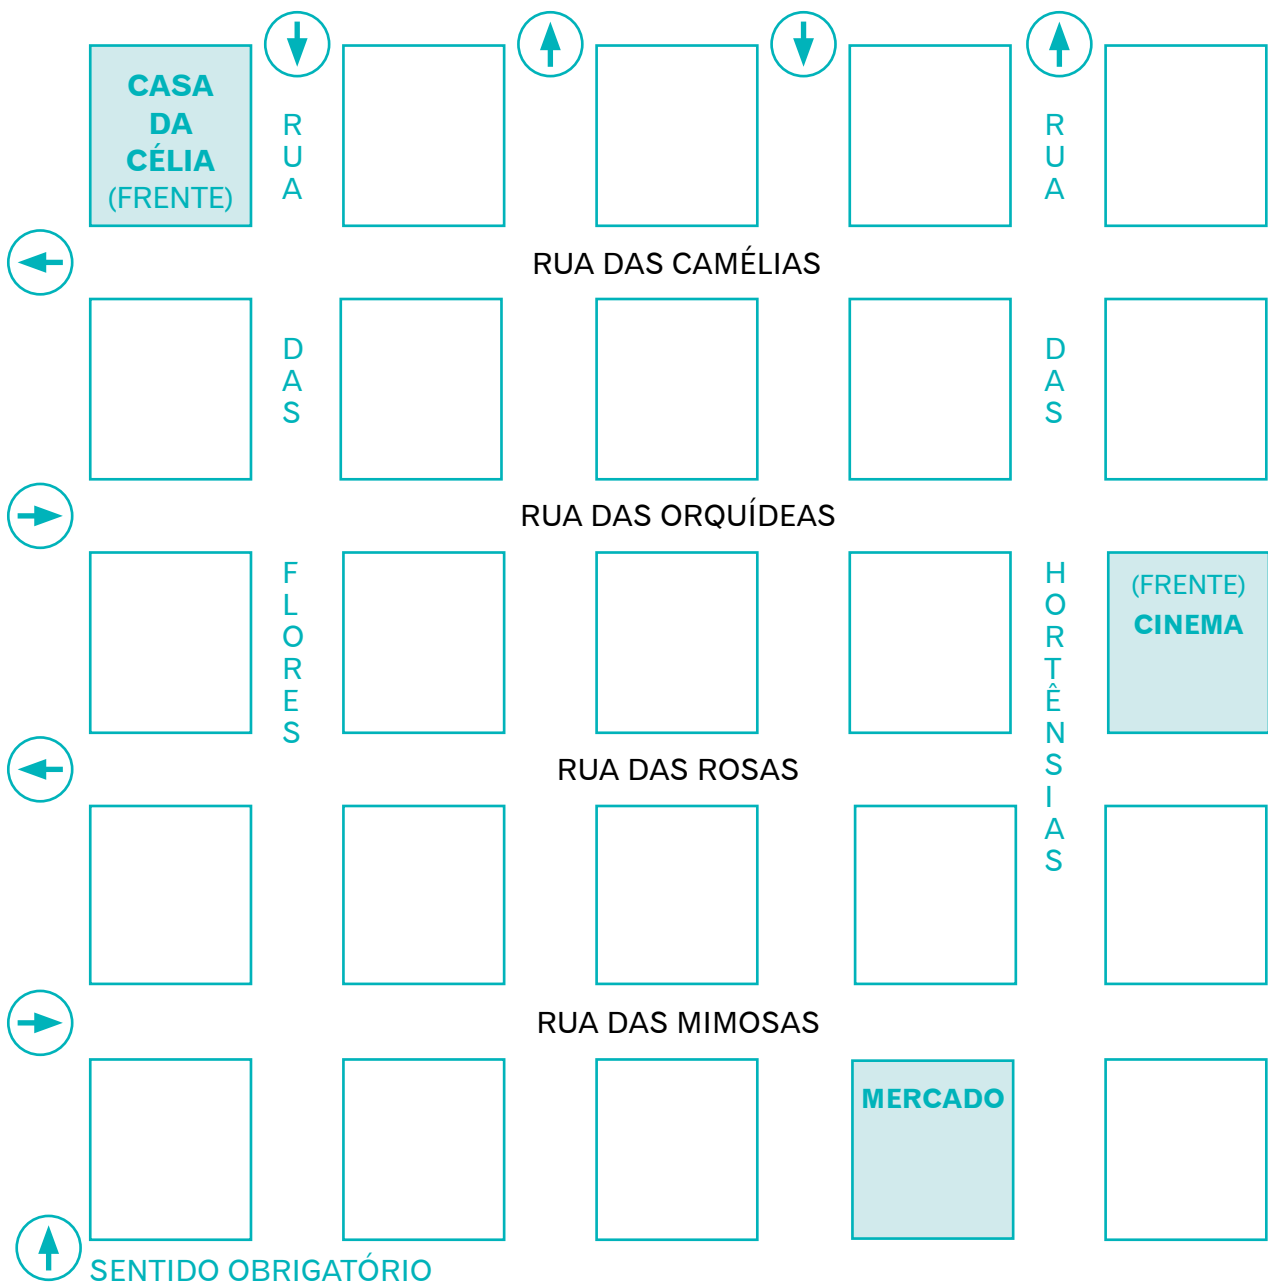 CASA
DA
CÉLIA
(FRENTE)
RUA
RUA
RUA DAS CAMÉLIAS
DAS
DAS
RUA DAS ORQUÍDEAS
FLORES
HORTÊNSIAS
(FRENTE)
CINEMA
RUA DAS ROSAS
RUA DAS MIMOSAS
MERCADO
SENTIDO OBRIGATÓRIO